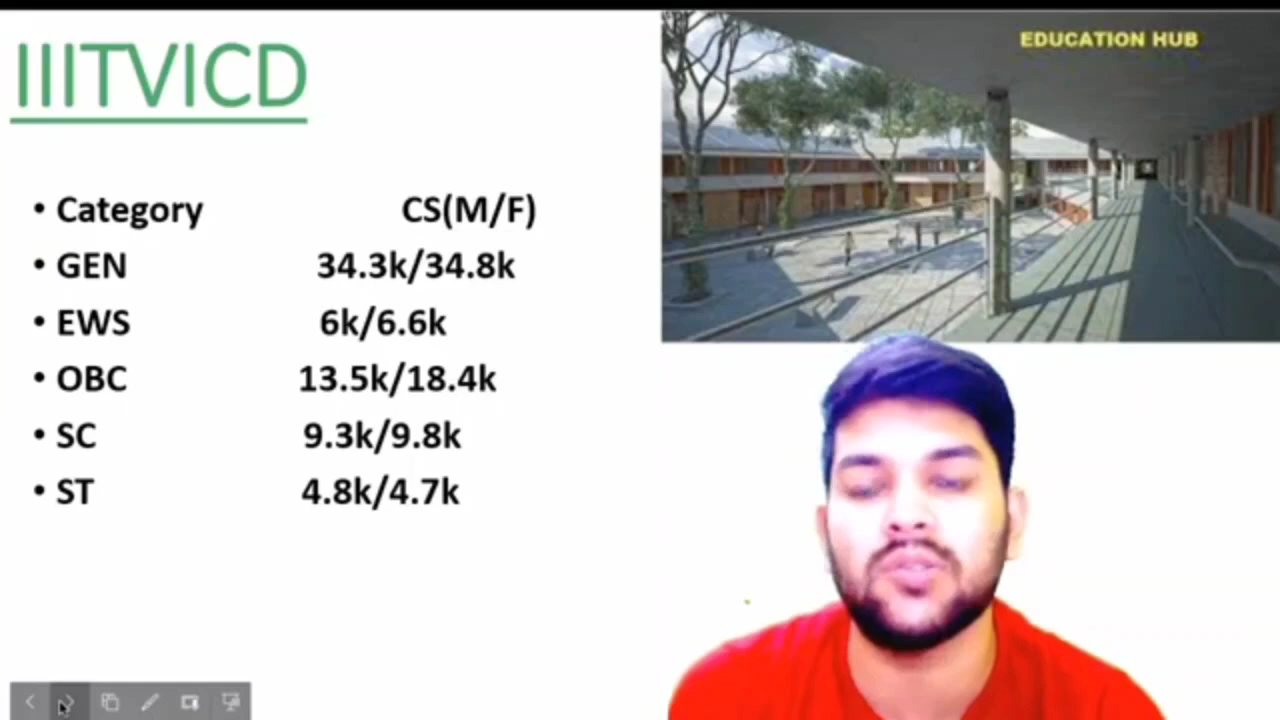 IIITVICD
EDUCATION HUB
• Category CS(M/F)
• GEN 34.3k/34.8k
• EWS 6k/6.6k
• OBC 13.5k/18.4k
• SC 9.3k/9.8k
• ST 4.8k/4.7k